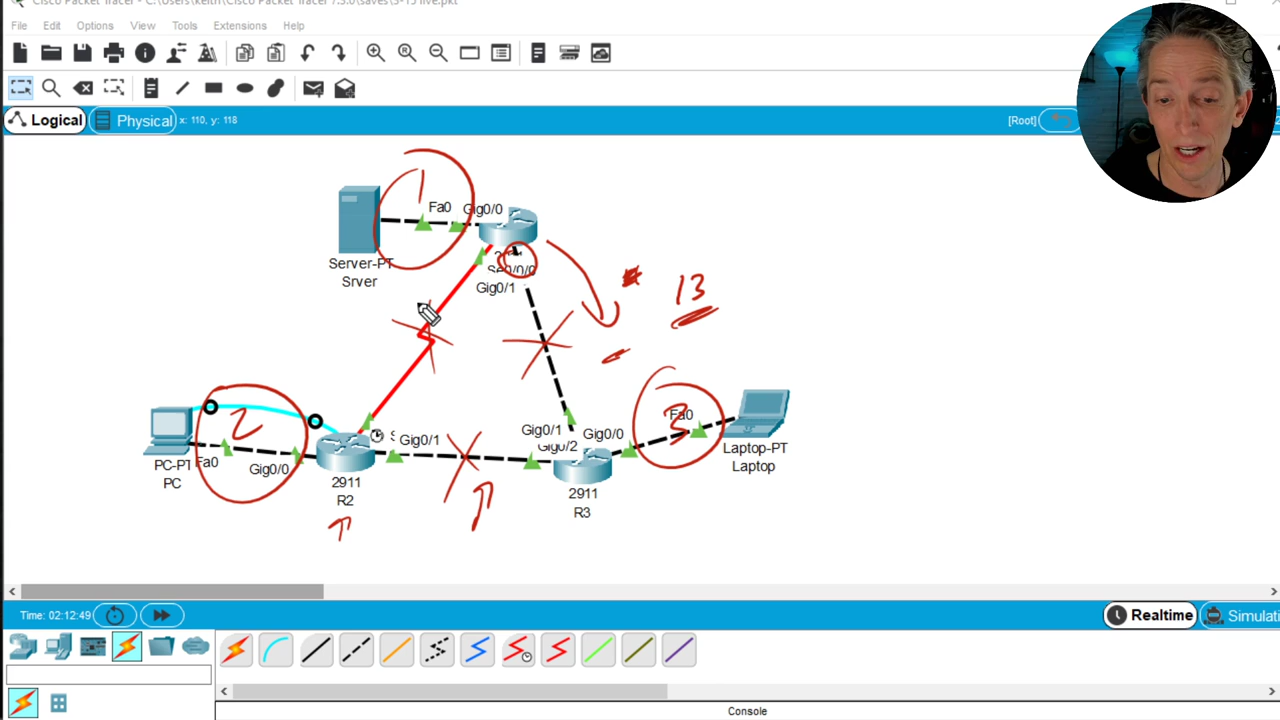 Cisco Packet Tracer - C:\Users\keith\Cisco Packet Tracer 7.3.0\saves\3-15 live.pkt
File Edit Options View Tools Extensions Help
Logical Physical x: 110, y: 118 [Root]
1
Fa0 Gig0/0
Server-PT
Srver
Se0/0/0
Gig0/1
13
2
3
Fa0
Gig0/1
Gig0/1 Gig0/0
Gig0/2
PC-PT Fa0
PC
Gig0/0
2911
R2
2911
R3
Laptop-PT
Laptop
Time: 02:12:49
Realtime
Console